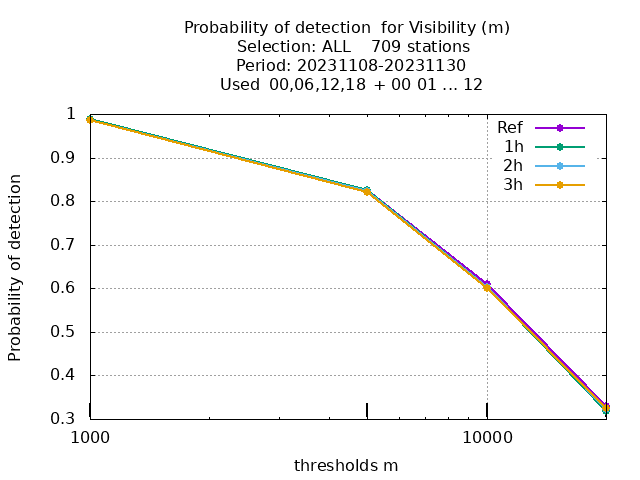 Probability of detection  for Visibility (m)
Selection: ALL    709 stations
Period: 20231108-20231130
Used  00,06,12,18  + 00 01 ... 12
Ref
1h
2h
3h
1
0.9
0.8
0.7
0.6
0.5
0.4
0.3
Probability of detection
1000
10000
thresholds m